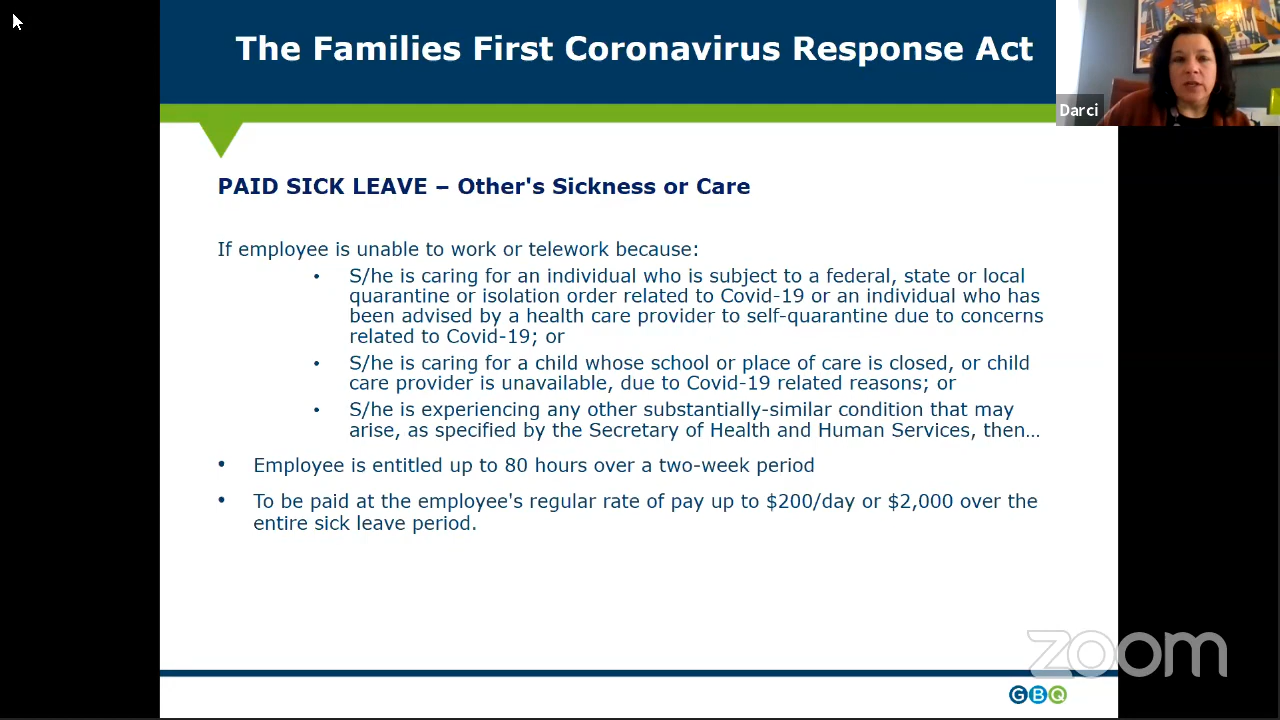 The Families First Coronavirus Response Act
Darci
PAID SICK LEAVE – Other's Sickness or Care
If employee is unable to work or telework because:
• S/he is caring for an individual who is subject to a federal, state or local
quarantine or isolation order related to Covid-19 or an individual who has
been advised by a health care provider to self-quarantine due to concerns
related to Covid-19; or
• S/he is caring for a child whose school or place of care is closed, or child
care provider is unavailable, due to Covid-19 related reasons; or
• S/he is experiencing any other substantially-similar condition that may
arise, as specified by the Secretary of Health and Human Services, then…
• Employee is entitled up to 80 hours over a two-week period
• To be paid at the employee's regular rate of pay up to $200/day or $2,000 over the
entire sick leave period.
zoom
GBQ